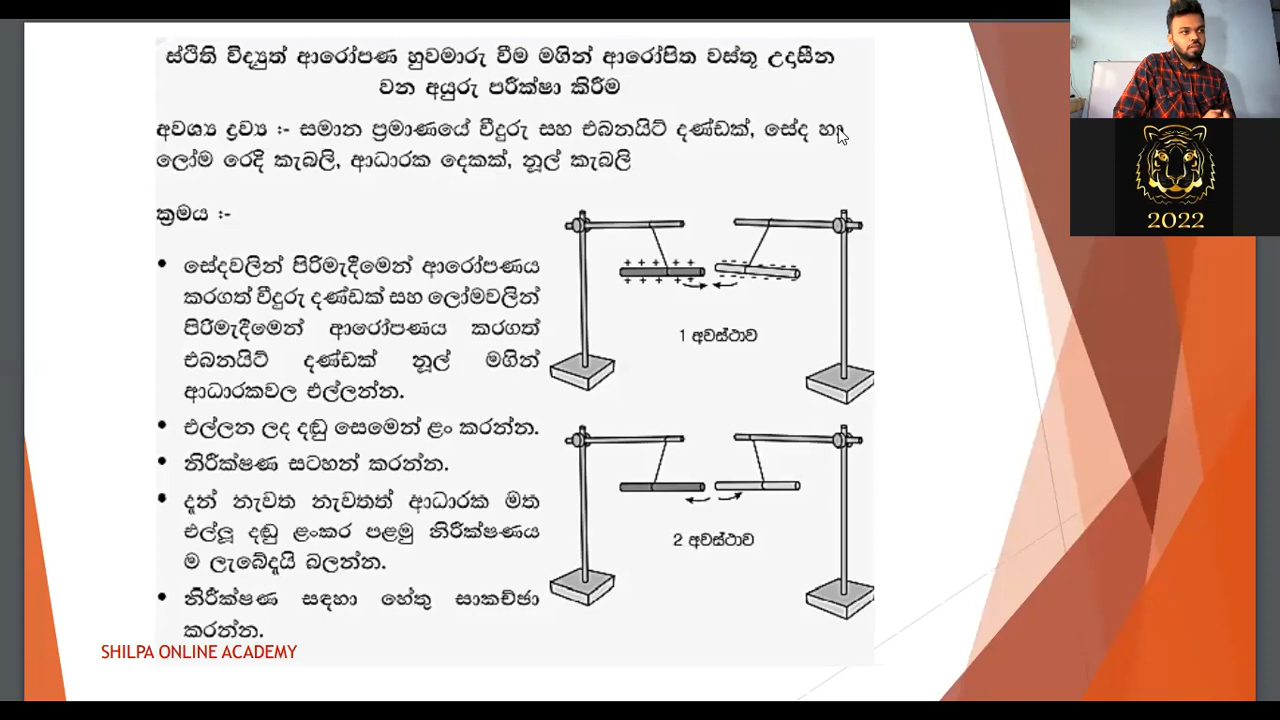 ස්ථිති විද්‍යුත් ආරෝපණ හුවමාරු වීම මගින් ආරෝපිත වස්තු උදාසීන
වන අයුරු පරීක්ෂා කිරීම
අවශ්‍ය ද්‍රව්‍ය :- සමාන ප්‍රමාණයේ වීදුරු සහ එබනයිට් දණ්ඩක්, සේද හා
ලෝම රෙදි කැබලි, ආධාරක දෙකක්, නූල් කැබලි
ක්‍රමය :-
• සේදවලින් පිරිමැදීමෙන් ආරෝපණය
කරගත් වීදුරු දණ්ඩක් සහ ලෝමවලින්
පිරිමැදීමෙන් ආරෝපණය කරගත්
එබනයිට් දණ්ඩක් නූල් මගින්
ආධාරකවල එල්ලන්න.
• එල්ලන ලද දඬු සෙමෙන් ළං කරන්න.
• නිරීක්ෂණ සටහන් කරන්න.
• දැන් නැවත නැවතත් ආධාරක මත
එල්ලූ දඬු ළංකර පළමු නිරීක්ෂණය
ම ලැබේදැයි බලන්න.
• නිරීක්ෂණ සඳහා හේතු සාකච්ඡා
කරන්න.
1 අවස්ථාව
2 අවස්ථාව
SHILPA ONLINE ACADEMY
2022